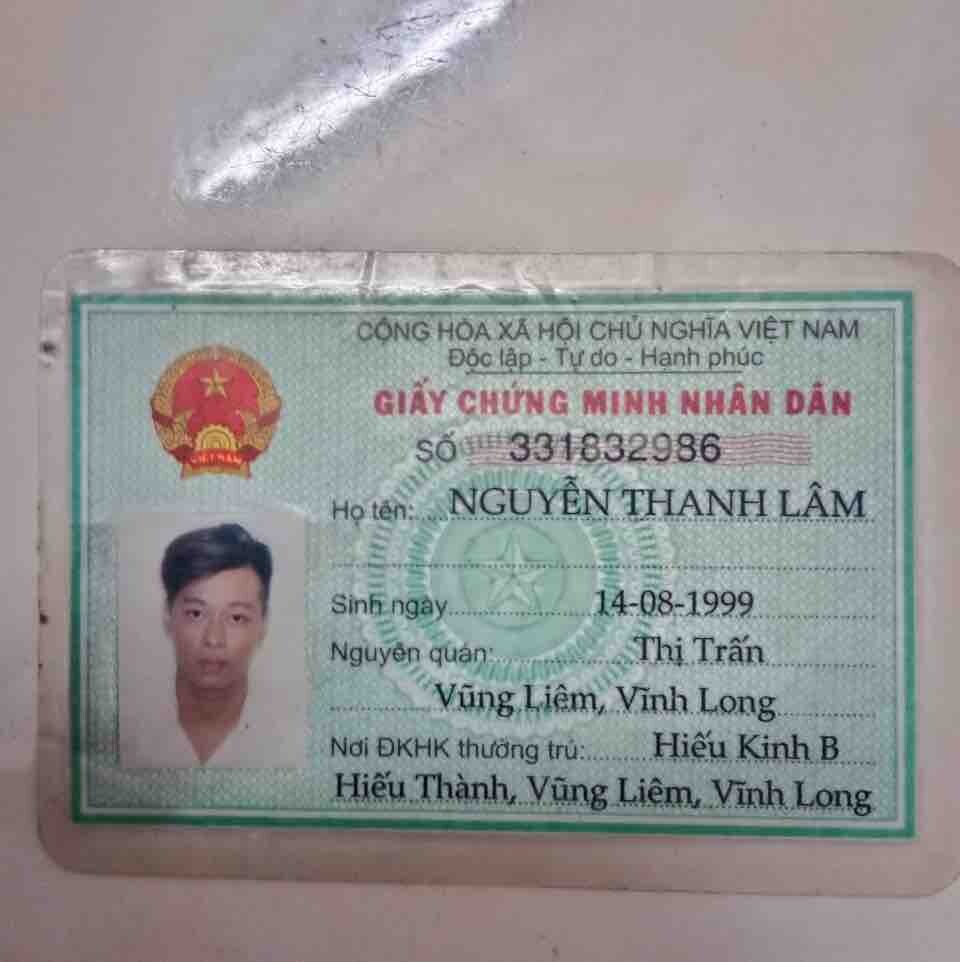 CỘNG HÒA XÃ HỘI CHỦ NGHĨA VIỆT NAM
Độc lập - Tự do - Hạnh phúc
GIẤY CHỨNG MINH NHÂN DÂN
SỐ 331832986
Họ tên: NGUYỄN THANH LÂM
Sinh ngày 14-08-1999
Nguyên quán: Thị Trấn
Vũng Liêm, Vĩnh Long
Nơi ĐKHK thường trú: Hiếu Kinh B
Hiếu Thành, Vũng Liêm, Vĩnh Long
VIỆT NAM